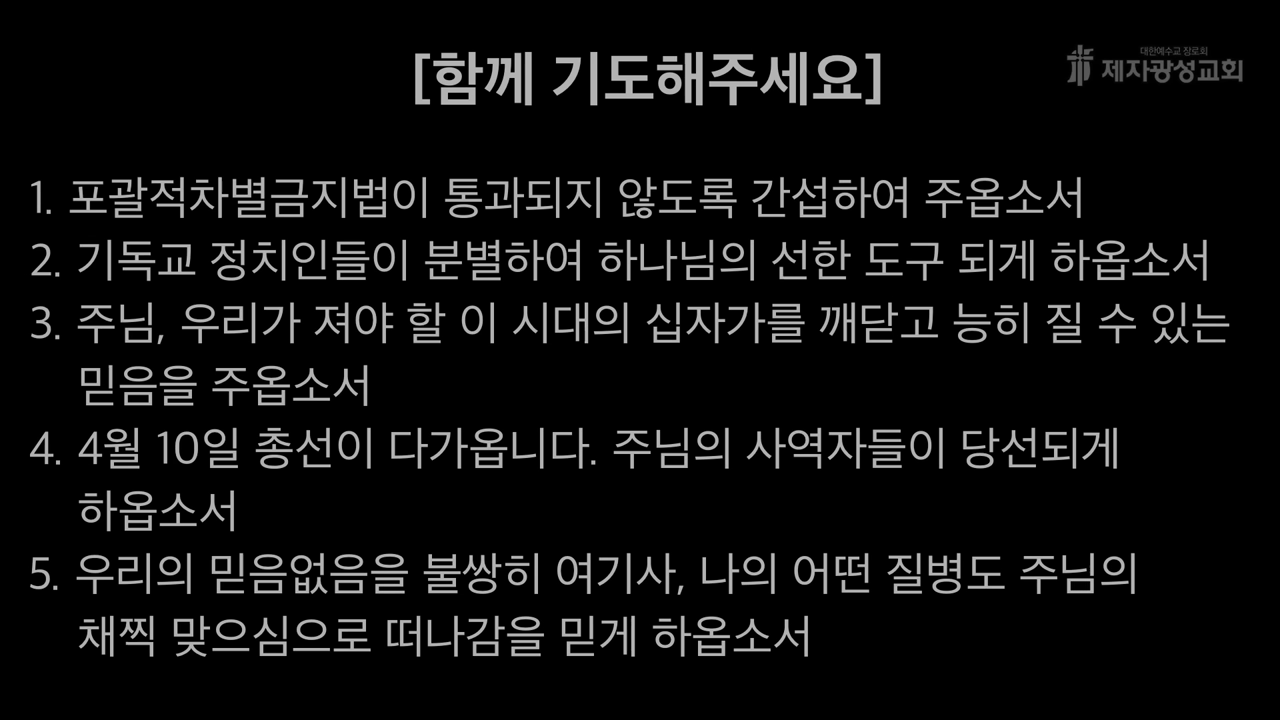 [함께 기도해주세요]
대한예수교 장로회
제자광성교회
1. 포괄적차별금지법이 통과되지 않도록 간섭하여 주옵소서
2. 기독교 정치인들이 분별하여 하나님의 선한 도구 되게 하옵소서
3. 주님, 우리가 져야 할 이 시대의 십자가를 깨닫고 능히 질 수 있는
믿음을 주옵소서
4. 4월 10일 총선이 다가옵니다. 주님의 사역자들이 당선되게
하옵소서
5. 우리의 믿음없음을 불쌍히 여기사, 나의 어떤 질병도 주님의
채찍 맞으심으로 떠나감을 믿게 하옵소서